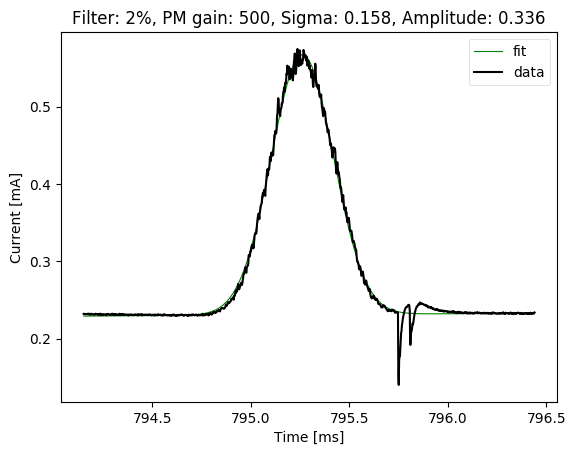 Filter: 2%, PM gain: 500, Sigma: 0.158, Amplitude: 0.336
fit
data
0.5
0.4
0.3
0.2
Current [mA]
794.5 795.0 795.5 796.0 796.5
Time [ms]